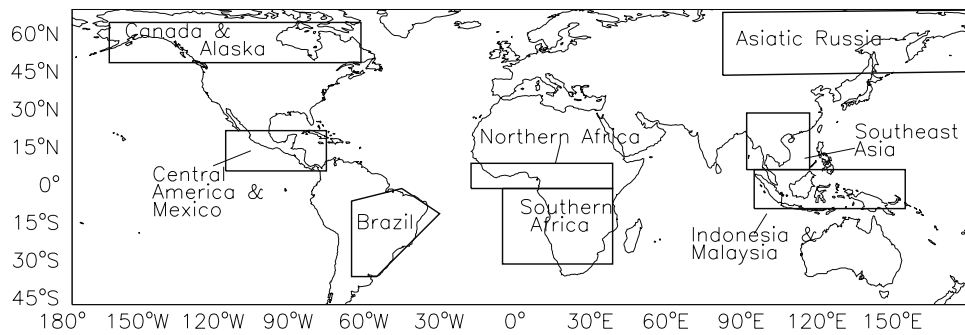 60°N
45°N
30°N
15°N
0°
15°S
30°S
45°S
Canada &
Alaska
Asiatic Russia
Northern Africa
Southeast
Asia
Central
America &
Mexico
Brazil
Southern
Africa
Indonesia &
Malaysia
180° 150°W 120°W 90°W 60°W 30°W 0° 30°E 60°E 90°E 120°E 150°E